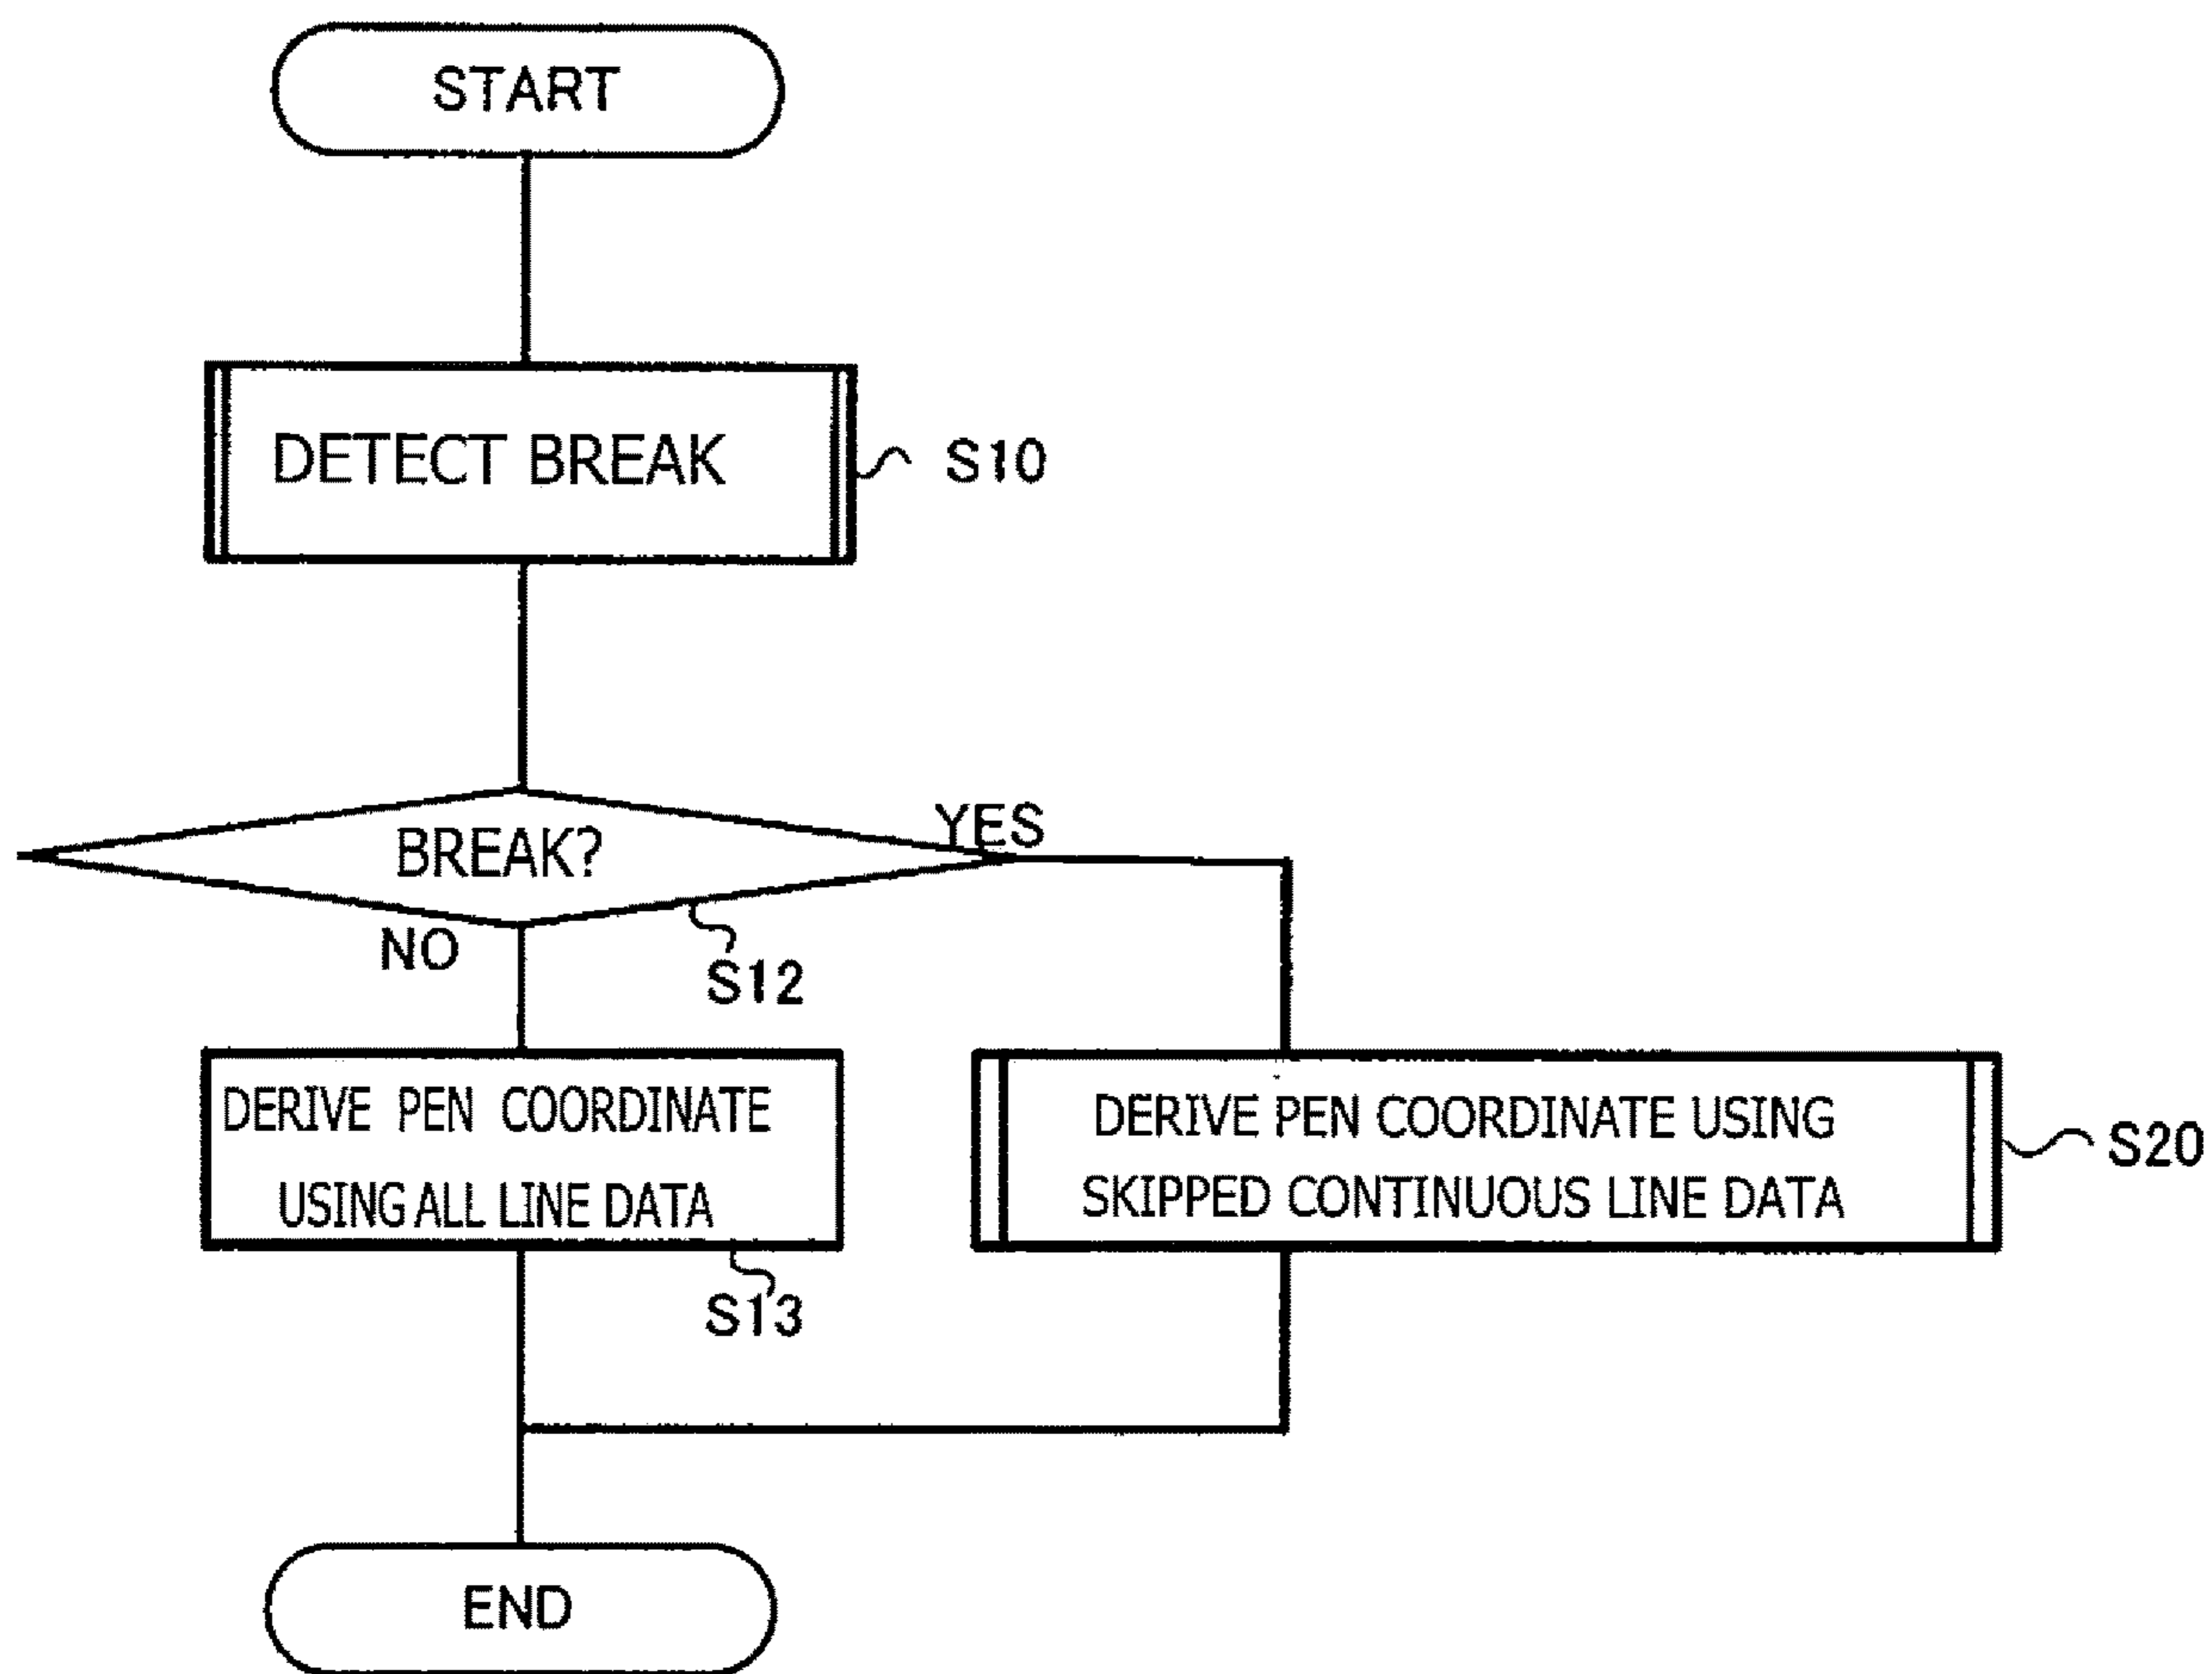 START
DETECT BREAK
S10
BREAK?
YES
NO
S12
DERIVE PEN COORDINATE
USING ALL LINE DATA
S13
DERIVE PEN COORDINATE USING
SKIPPED CONTINUOUS LINE DATA
S20
END